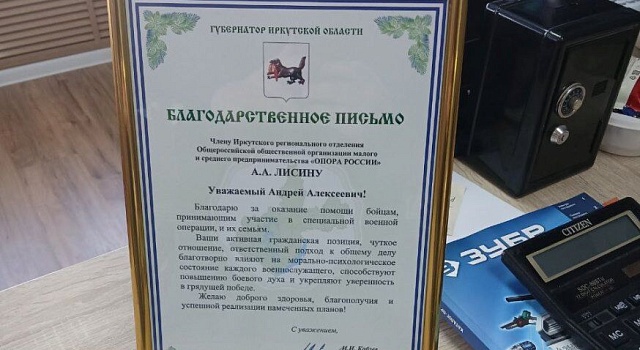 ГУБЕРНАТОР ИРКУТСКОЙ ОБЛАСТИ
БЛАГОДАРСТВЕННОЕ ПИСЬМО
Члену Иркутского регионального отделения
Общероссийской общественной организации малого
и среднего предпринимательства «ОПОРА РОССИИ»
А.А. ЛИСИНУ
Уважаемый Андрей Алексеевич!
Благодарю за оказание помощи бойцам,
принимающим участие в специальной военной
операции, и их семьям.
Ваши активная гражданская позиция, чуткое
отношение, ответственный подход к общему делу
благотворно влияют на морально-психологическое
состояние каждого военнослужащего, способствуют
повышению боевого духа и укрепляют уверенность
в грядущей победе.
Желаю доброго здоровья, благополучия и
успешной реализации намеченных планов!
С уважением,
И.И. Кобзев
ЗУБР
CITIZEN